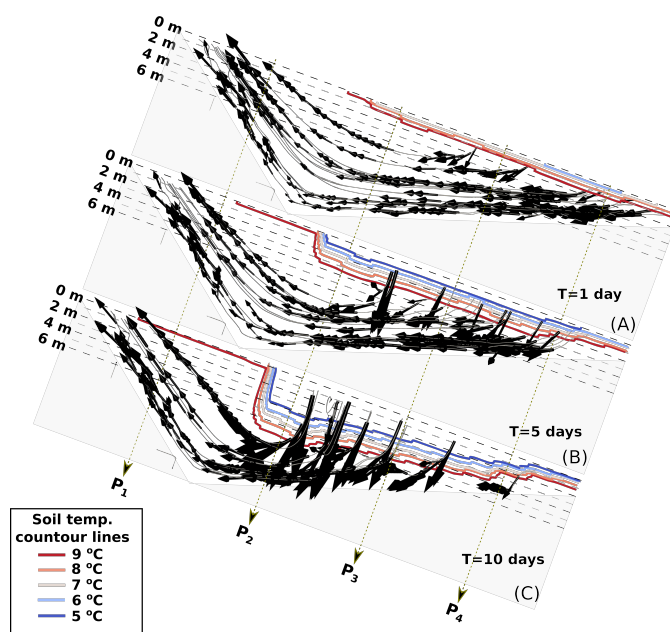 0 m
2 m
4 m
6 m
T=1 day
(A)
0 m
2 m
4 m
6 m
T=5 days
(B)
0 m
2 m
4 m
6 m
T=10 days
(C)
P1
P2
P3
P4
Soil temp.
countour lines
9 ºC
8 ºC
7 ºC
6 ºC
5 ºC